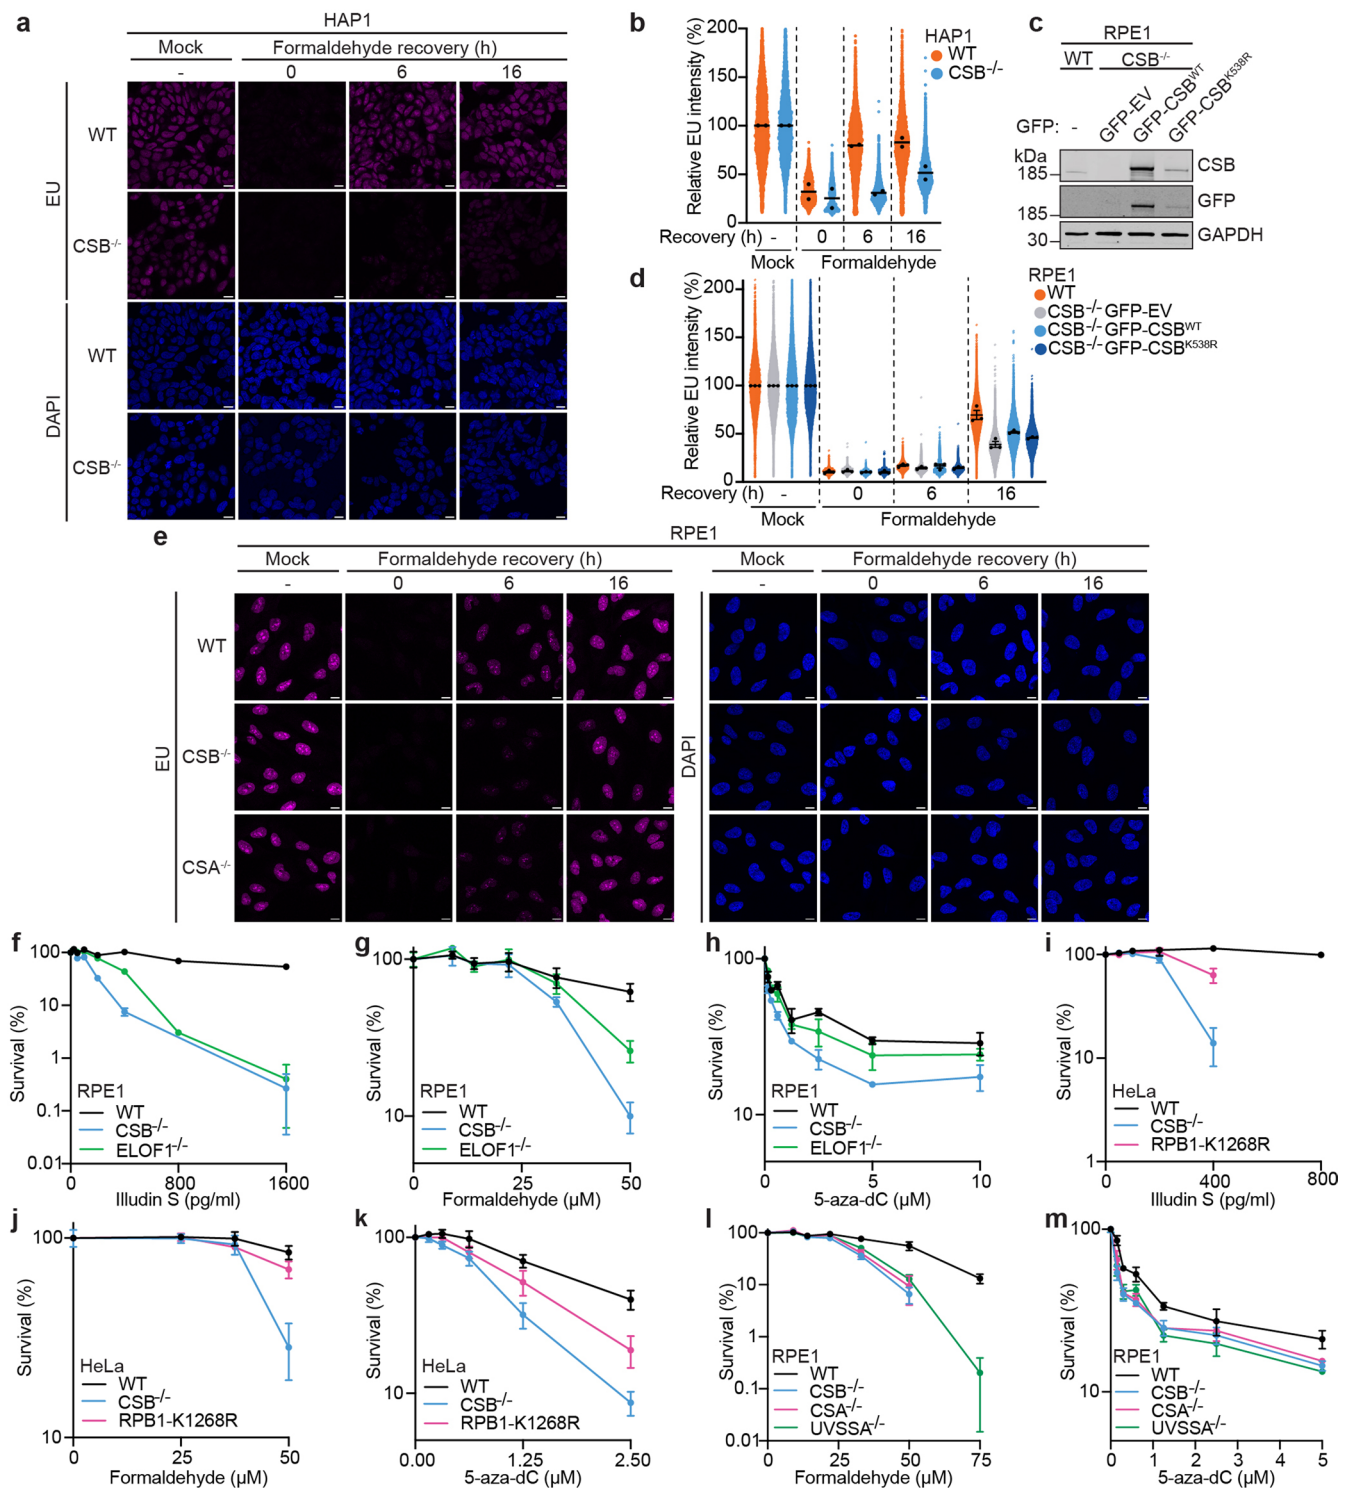 a
HAP1
Mock
Formaldehyde recovery (h)
- 0 6 16
EU
WT
CSB-/-
DAPI
WT
CSB-/-
b
Relative EU intensity (%)
200
150
100
50
0
HAP1
WT
CSB-/-
Recovery (h) - 0 6 16
Mock Formaldehyde
c
RPE1
WT CSB-/-
GFP: - GFP-EV GFP-CSBWT GFP-CSBK538R
kDa
185 CSB
185 GFP
30 GAPDH
d
Relative EU intensity (%)
200
150
100
50
0
RPE1
WT
CSB-/- GFP-EV
CSB-/- GFP-CSBWT
CSB-/- GFP-CSBK538R
Recovery (h) - 0 6 16
Mock Formaldehyde
e
RPE1
Mock Formaldehyde recovery (h) Mock Formaldehyde recovery (h)
- 0 6 16 - 0 6 16
EU
WT
CSB-/-
CSA-/-
DAPI
f
Survival (%)
100
10
1
0.1
0.01
RPE1
WT
CSB-/-
ELOF1-/-
0 800 1600
Illudin S (pg/ml)
g
Survival (%)
100
10
RPE1
WT
CSB-/-
ELOF1-/-
0 25 50
Formaldehyde (µM)
h
Survival (%)
100
10
RPE1
WT
CSB-/-
ELOF1-/-
0 5 10
5-aza-dC (µM)
i
Survival (%)
100
10
1
HeLa
WT
CSB-/-
RPB1-K1268R
0 400 800
Illudin S (pg/ml)
j
Survival (%)
100
10
HeLa
WT
CSB-/-
RPB1-K1268R
0 25 50
Formaldehyde (µM)
k
Survival (%)
100
10
HeLa
WT
CSB-/-
RPB1-K1268R
0.00 1.25 2.50
5-aza-dC (µM)
l
Survival (%)
100
10
1
0.1
0.01
RPE1
WT
CSB-/-
CSA-/-
UVSSA-/-
0 25 50 75
Formaldehyde (µM)
m
Survival (%)
100
10
RPE1
WT
CSB-/-
CSA-/-
UVSSA-/-
0 1 2 3 4 5
5-aza-dC (µM)